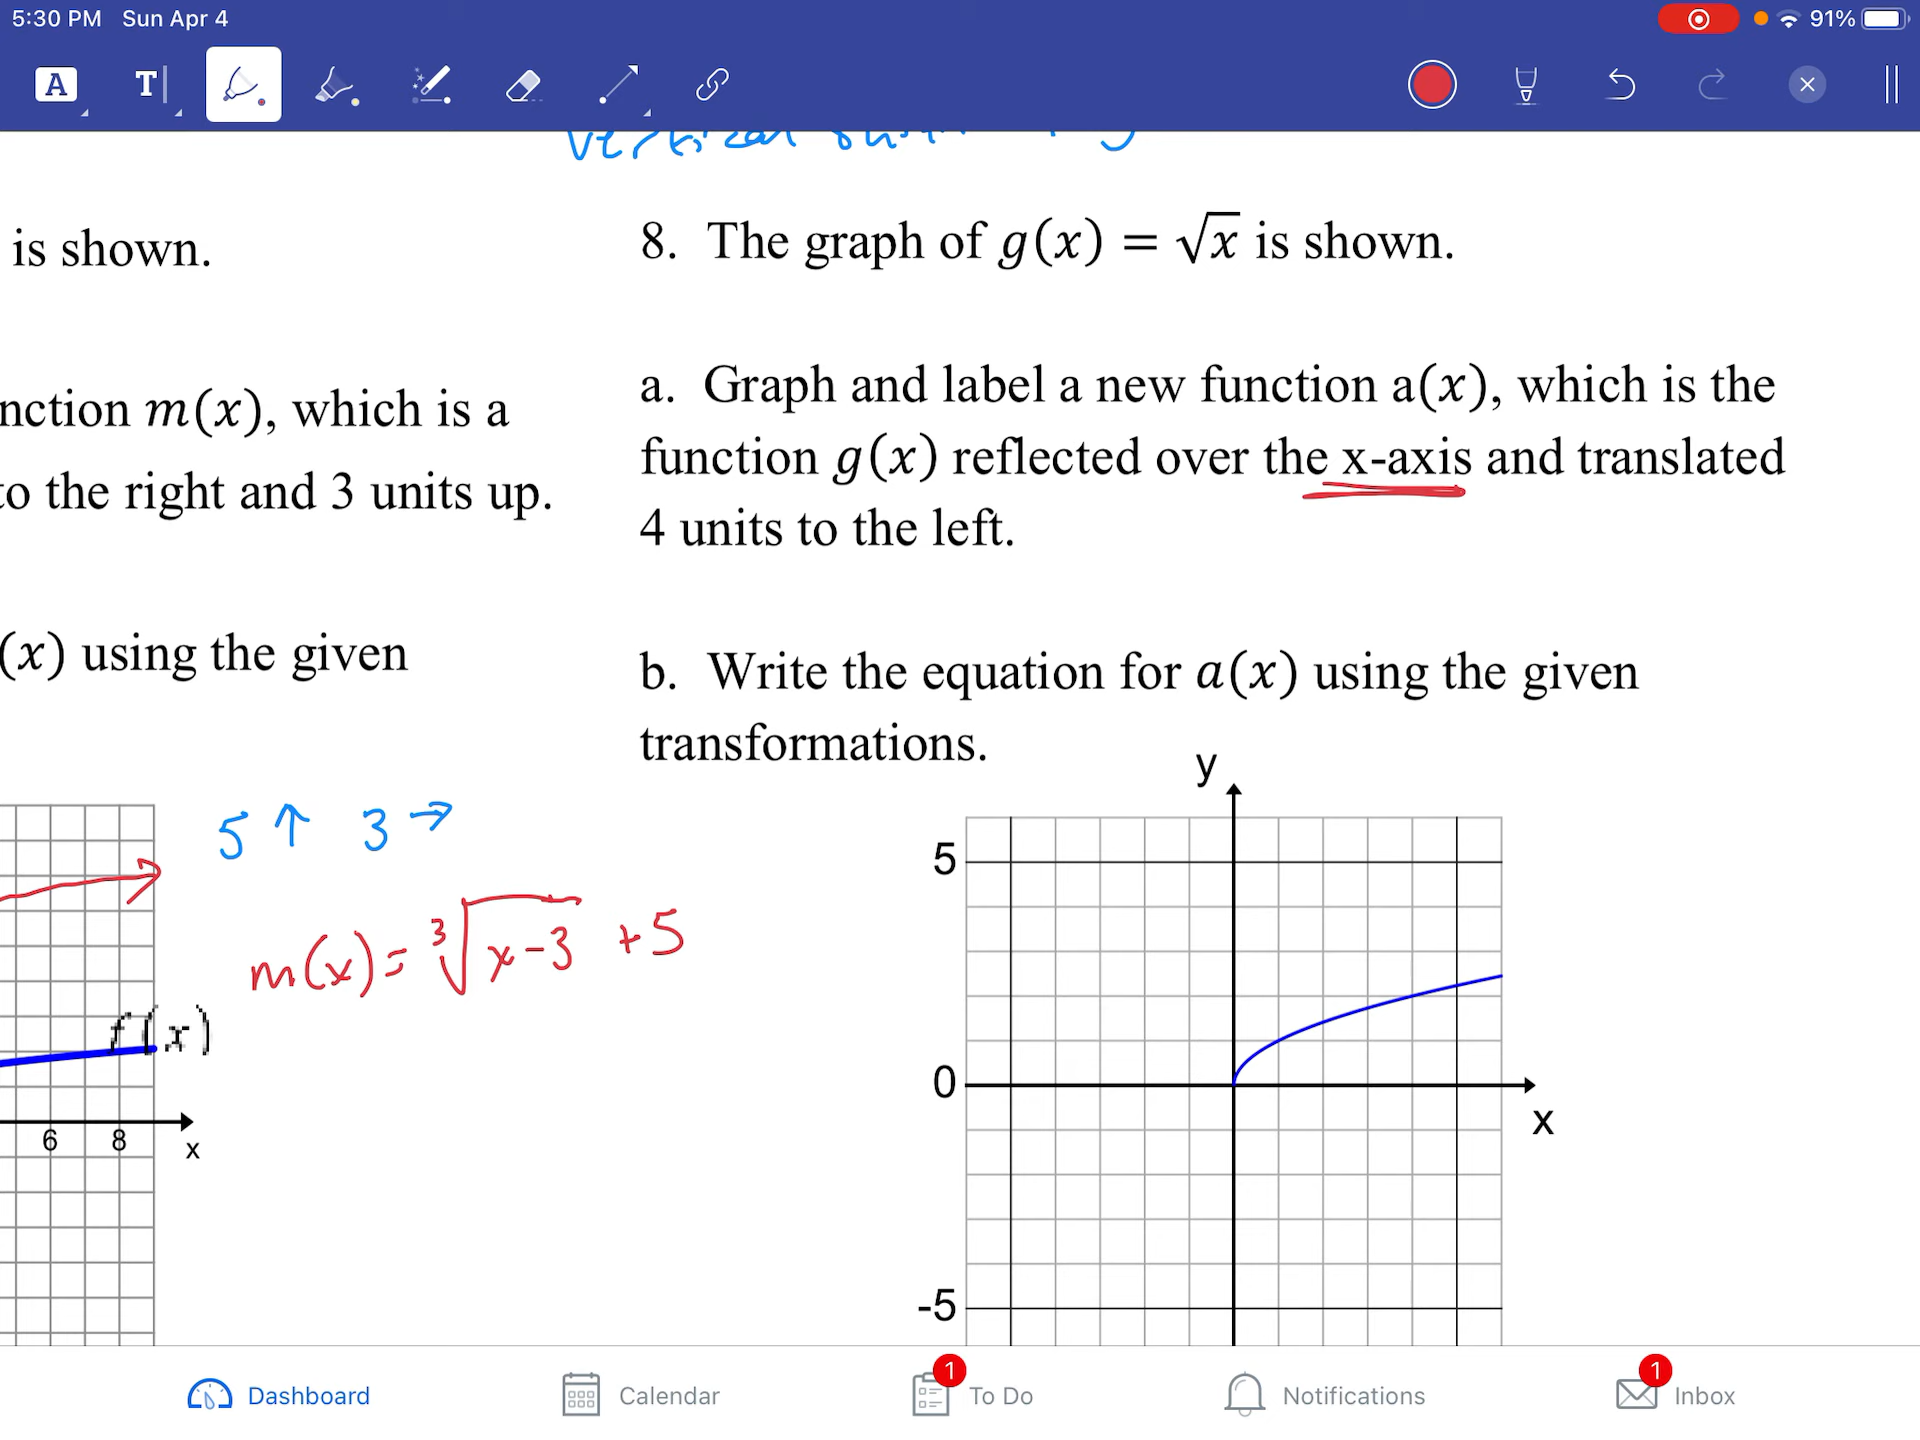 5:30 PM Sun Apr 4
91%
A T
vertical
is shown.
nction m(x), which is a
to the right and 3 units up.
(x) using the given
5 ↑ 3 →
m(x) = ∛x-3 +5
f(x)
6 8 x
8. The graph of g(x) = √x is shown.
a. Graph and label a new function a(x), which is the
function g(x) reflected over the x-axis and translated
4 units to the left.
b. Write the equation for a(x) using the given
transformations.
y
5
0
x
-5
Dashboard Calendar 1 To Do Notifications 1 Inbox